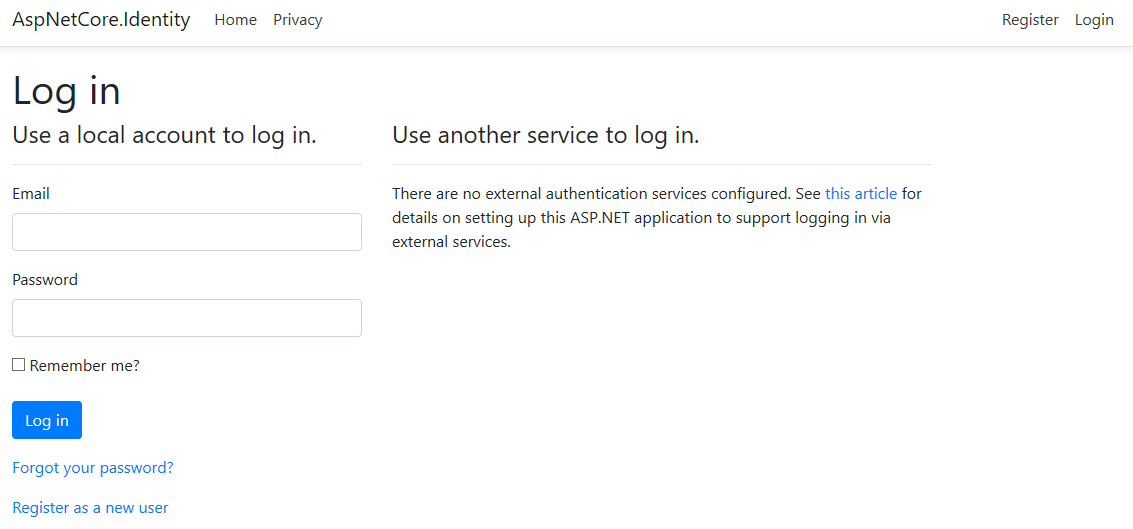 AspNetCore.Identity Home Privacy Register Login
Log in
Use a local account to log in.
Email
Password
Remember me?
Log in
Forgot your password?
Register as a new user
Use another service to log in.
There are no external authentication services configured. See this article for
details on setting up this ASP.NET application to support logging in via
external services.